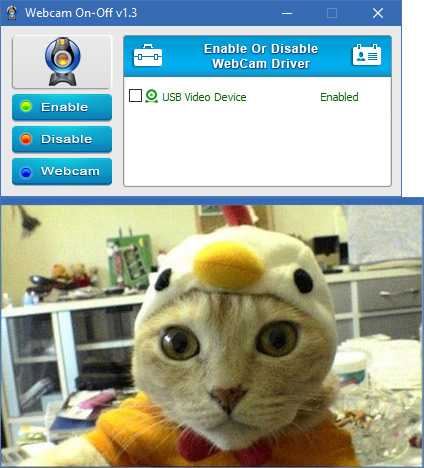 Webcam On-Off v1.3
Enable
Disable
Webcam
Enable Or Disable
WebCam Driver
USB Video Device Enabled